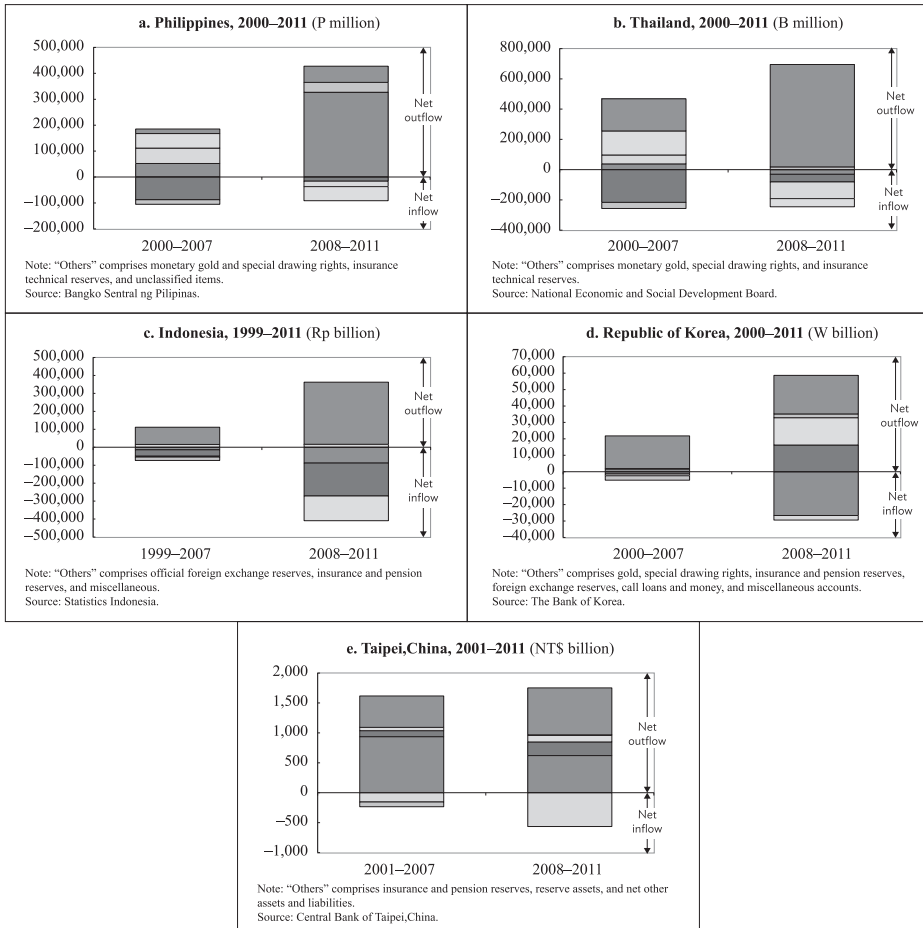 a. Philippines, 2000–2011 (P million)
500,000
400,000
300,000
200,000
100,000
0
–100,000
–200,000
Net
outflow
Net
inflow
2000–2007
2008–2011
Note: “Others” comprises monetary gold and special drawing rights, insurance
technical reserves, and unclassified items.
Source: Bangko Sentral ng Pilipinas.
b. Thailand, 2000–2011 (B million)
800,000
600,000
400,000
200,000
0
–200,000
–400,000
Net
outflow
Net
inflow
2000–2007
2008–2011
Note: “Others” comprises monetary gold, special drawing rights, and insurance
technical reserves.
Source: National Economic and Social Development Board.
c. Indonesia, 1999–2011 (Rp billion)
500,000
400,000
300,000
200,000
100,000
0
–100,000
–200,000
–300,000
–400,000
–500,000
Net
outflow
Net
inflow
1999–2007
2008–2011
Note: “Others” comprises official foreign exchange reserves, insurance and pension
reserves, and miscellaneous.
Source: Statistics Indonesia.
d. Republic of Korea, 2000–2011 (W billion)
70,000
60,000
50,000
40,000
30,000
20,000
10,000
0
–10,000
–20,000
–30,000
–40,000
Net
outflow
Net
inflow
2000–2007
2008–2011
Note: “Others” comprises gold, special drawing rights, insurance and pension reserves,
foreign exchange reserves, call loans and money, and miscellaneous accounts.
Source: The Bank of Korea.
e. Taipei,China, 2001–2011 (NT$ billion)
2,000
1,500
1,000
500
0
–500
–1,000
Net
outflow
Net
inflow
2001–2007
2008–2011
Note: “Others” comprises insurance and pension reserves, reserve assets, and net other
assets and liabilities.
Source: Central Bank of Taipei,China.